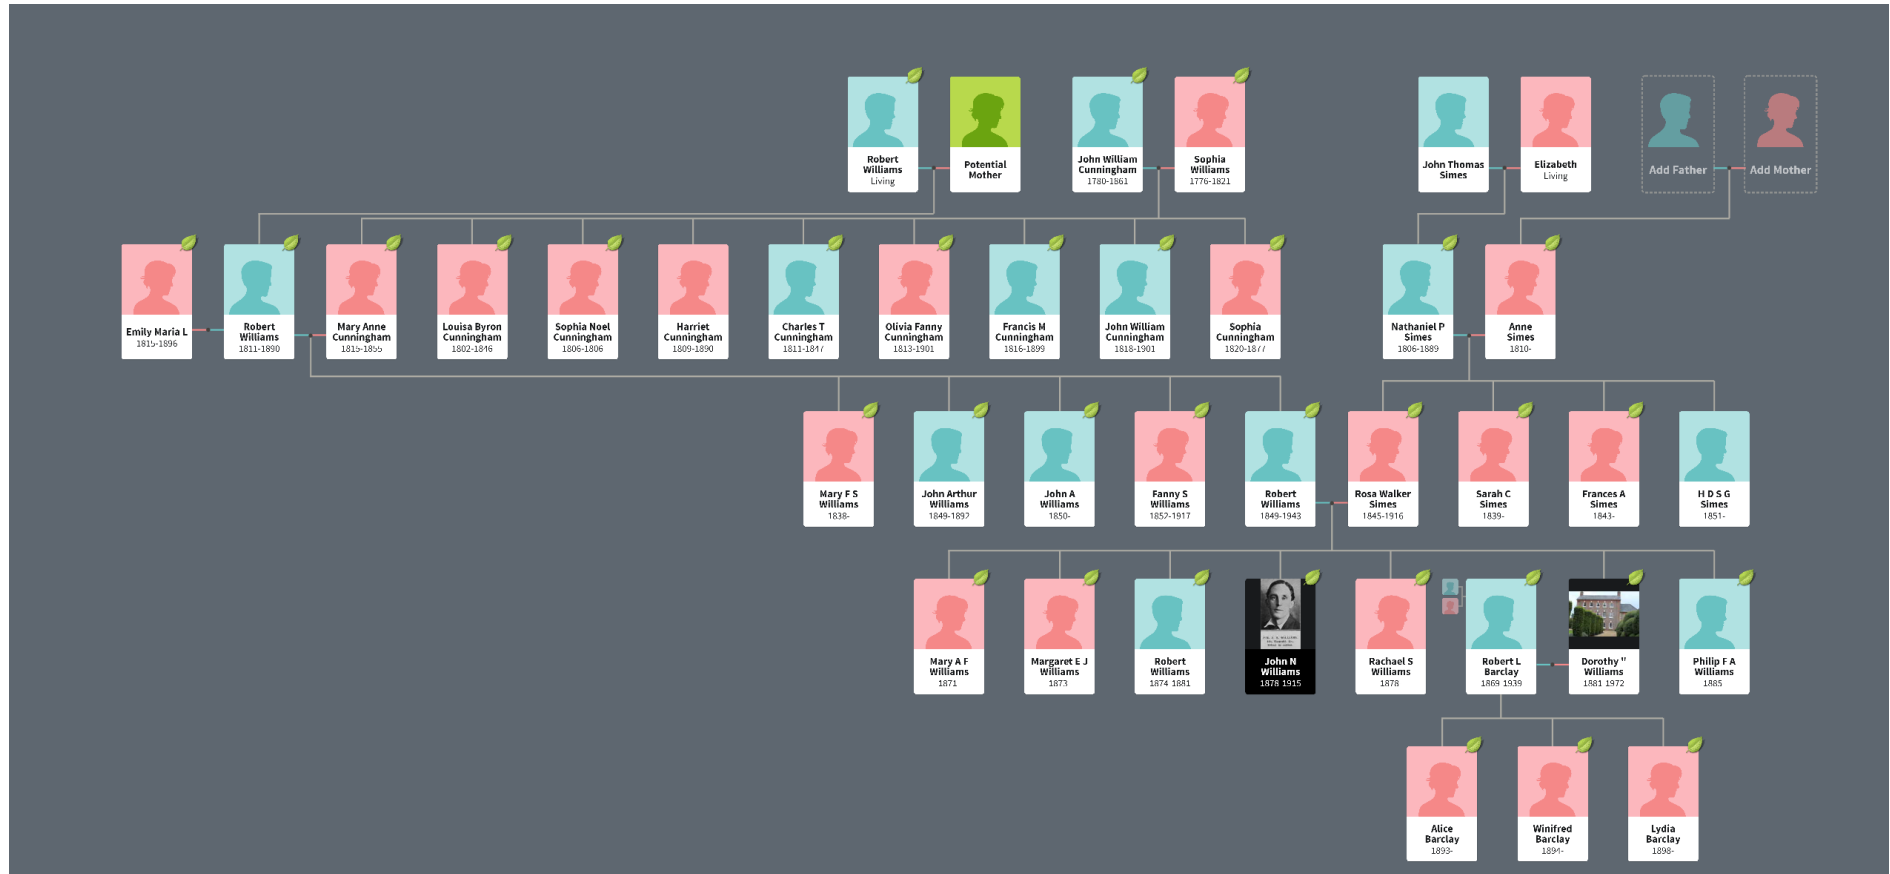 Robert
Williams
Living
Potential
Mother
John William
Cunningham
1780-1861
Sophia
Williams
1776-1821
John Thomas
Simes
Elizabeth
Living
Add Father
Add Mother
Emily Maria L
1815-1896
Robert
Williams
1811-1890
Mary Anne
Cunningham
1815-1855
Louisa Byron
Cunningham
1802-1846
Sophia Noel
Cunningham
1806-1806
Harriet
Cunningham
1809-1890
Charles T
Cunningham
1811-1847
Olivia Fanny
Cunningham
1813-1901
Francis M
Cunningham
1816-1899
John William
Cunningham
1818-1901
Sophia
Cunningham
1820-1877
Nathaniel P
Simes
1806-1889
Anne
Simes
1810-
Mary F S
Williams
1838-
John Arthur
Williams
1849-1892
John A
Williams
1850-
Fanny S
Williams
1852-1917
Robert
Williams
1849-1943
Rosa Walker
Simes
1845-1916
Sarah C
Simes
1839-
Frances A
Simes
1843-
H D S G
Simes
1851-
Mary A F
Williams
1871
Margaret E J
Williams
1873
Robert
Williams
1874 1881
John N
Williams
1878 1915
Rachael S
Williams
1878
Robert L
Barclay
1869 1939
Dorothy "
Williams
1881 1972
Philip F A
Williams
1885
Alice
Barclay
1893-
Winifred
Barclay
1894-
Lydia
Barclay
1898-